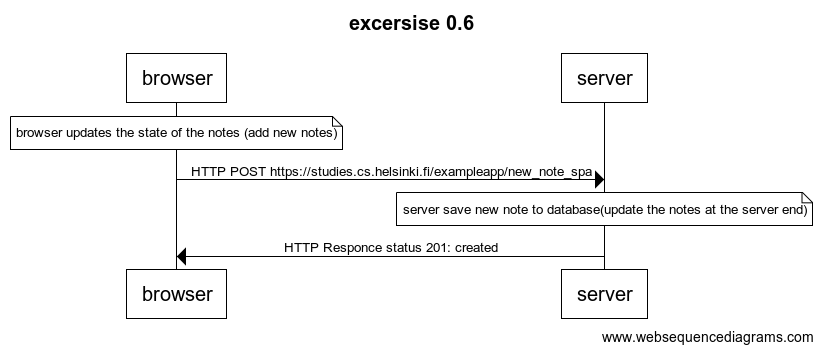 excersise 0.6
browser
server
browser updates the state of the notes (add new notes)
HTTP POST https://studies.cs.helsinki.fi/exampleapp/new_note_spa
server save new note to database(update the notes at the server end)
HTTP Responce status 201: created
browser
server
www.websequencediagrams.com